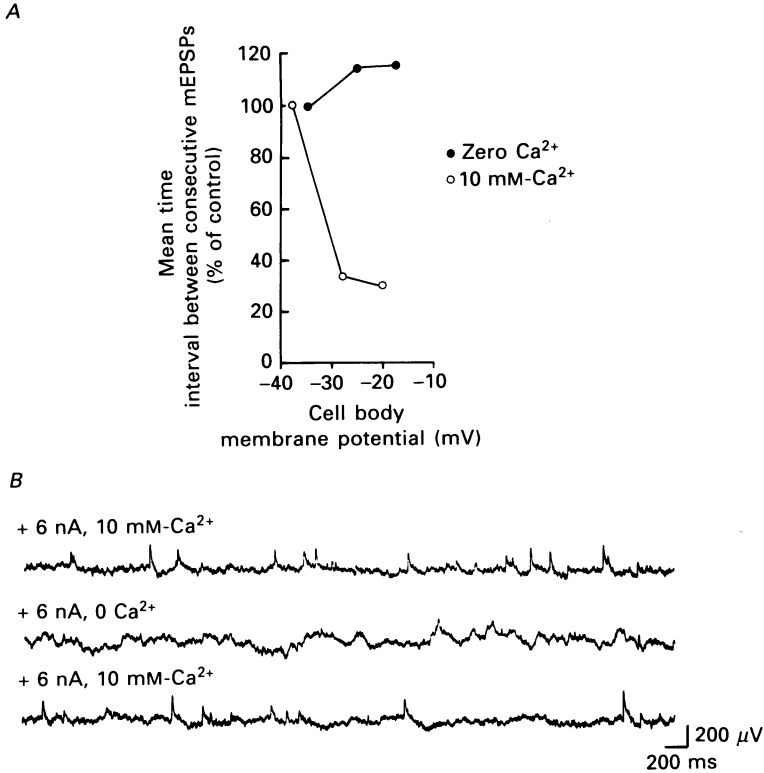 A
Mean time
interval between consecutive mEPSPs
(% of control)
120
100
80
60
40
20
0
−40 −30 −20 −10
Cell body
membrane potential (mV)
Zero Ca²⁺
10 mM-Ca²⁺
B
+ 6 nA, 10 mM-Ca²⁺
+ 6 nA, 0 Ca²⁺
+ 6 nA, 10 mM-Ca²⁺
200 μV
200 ms